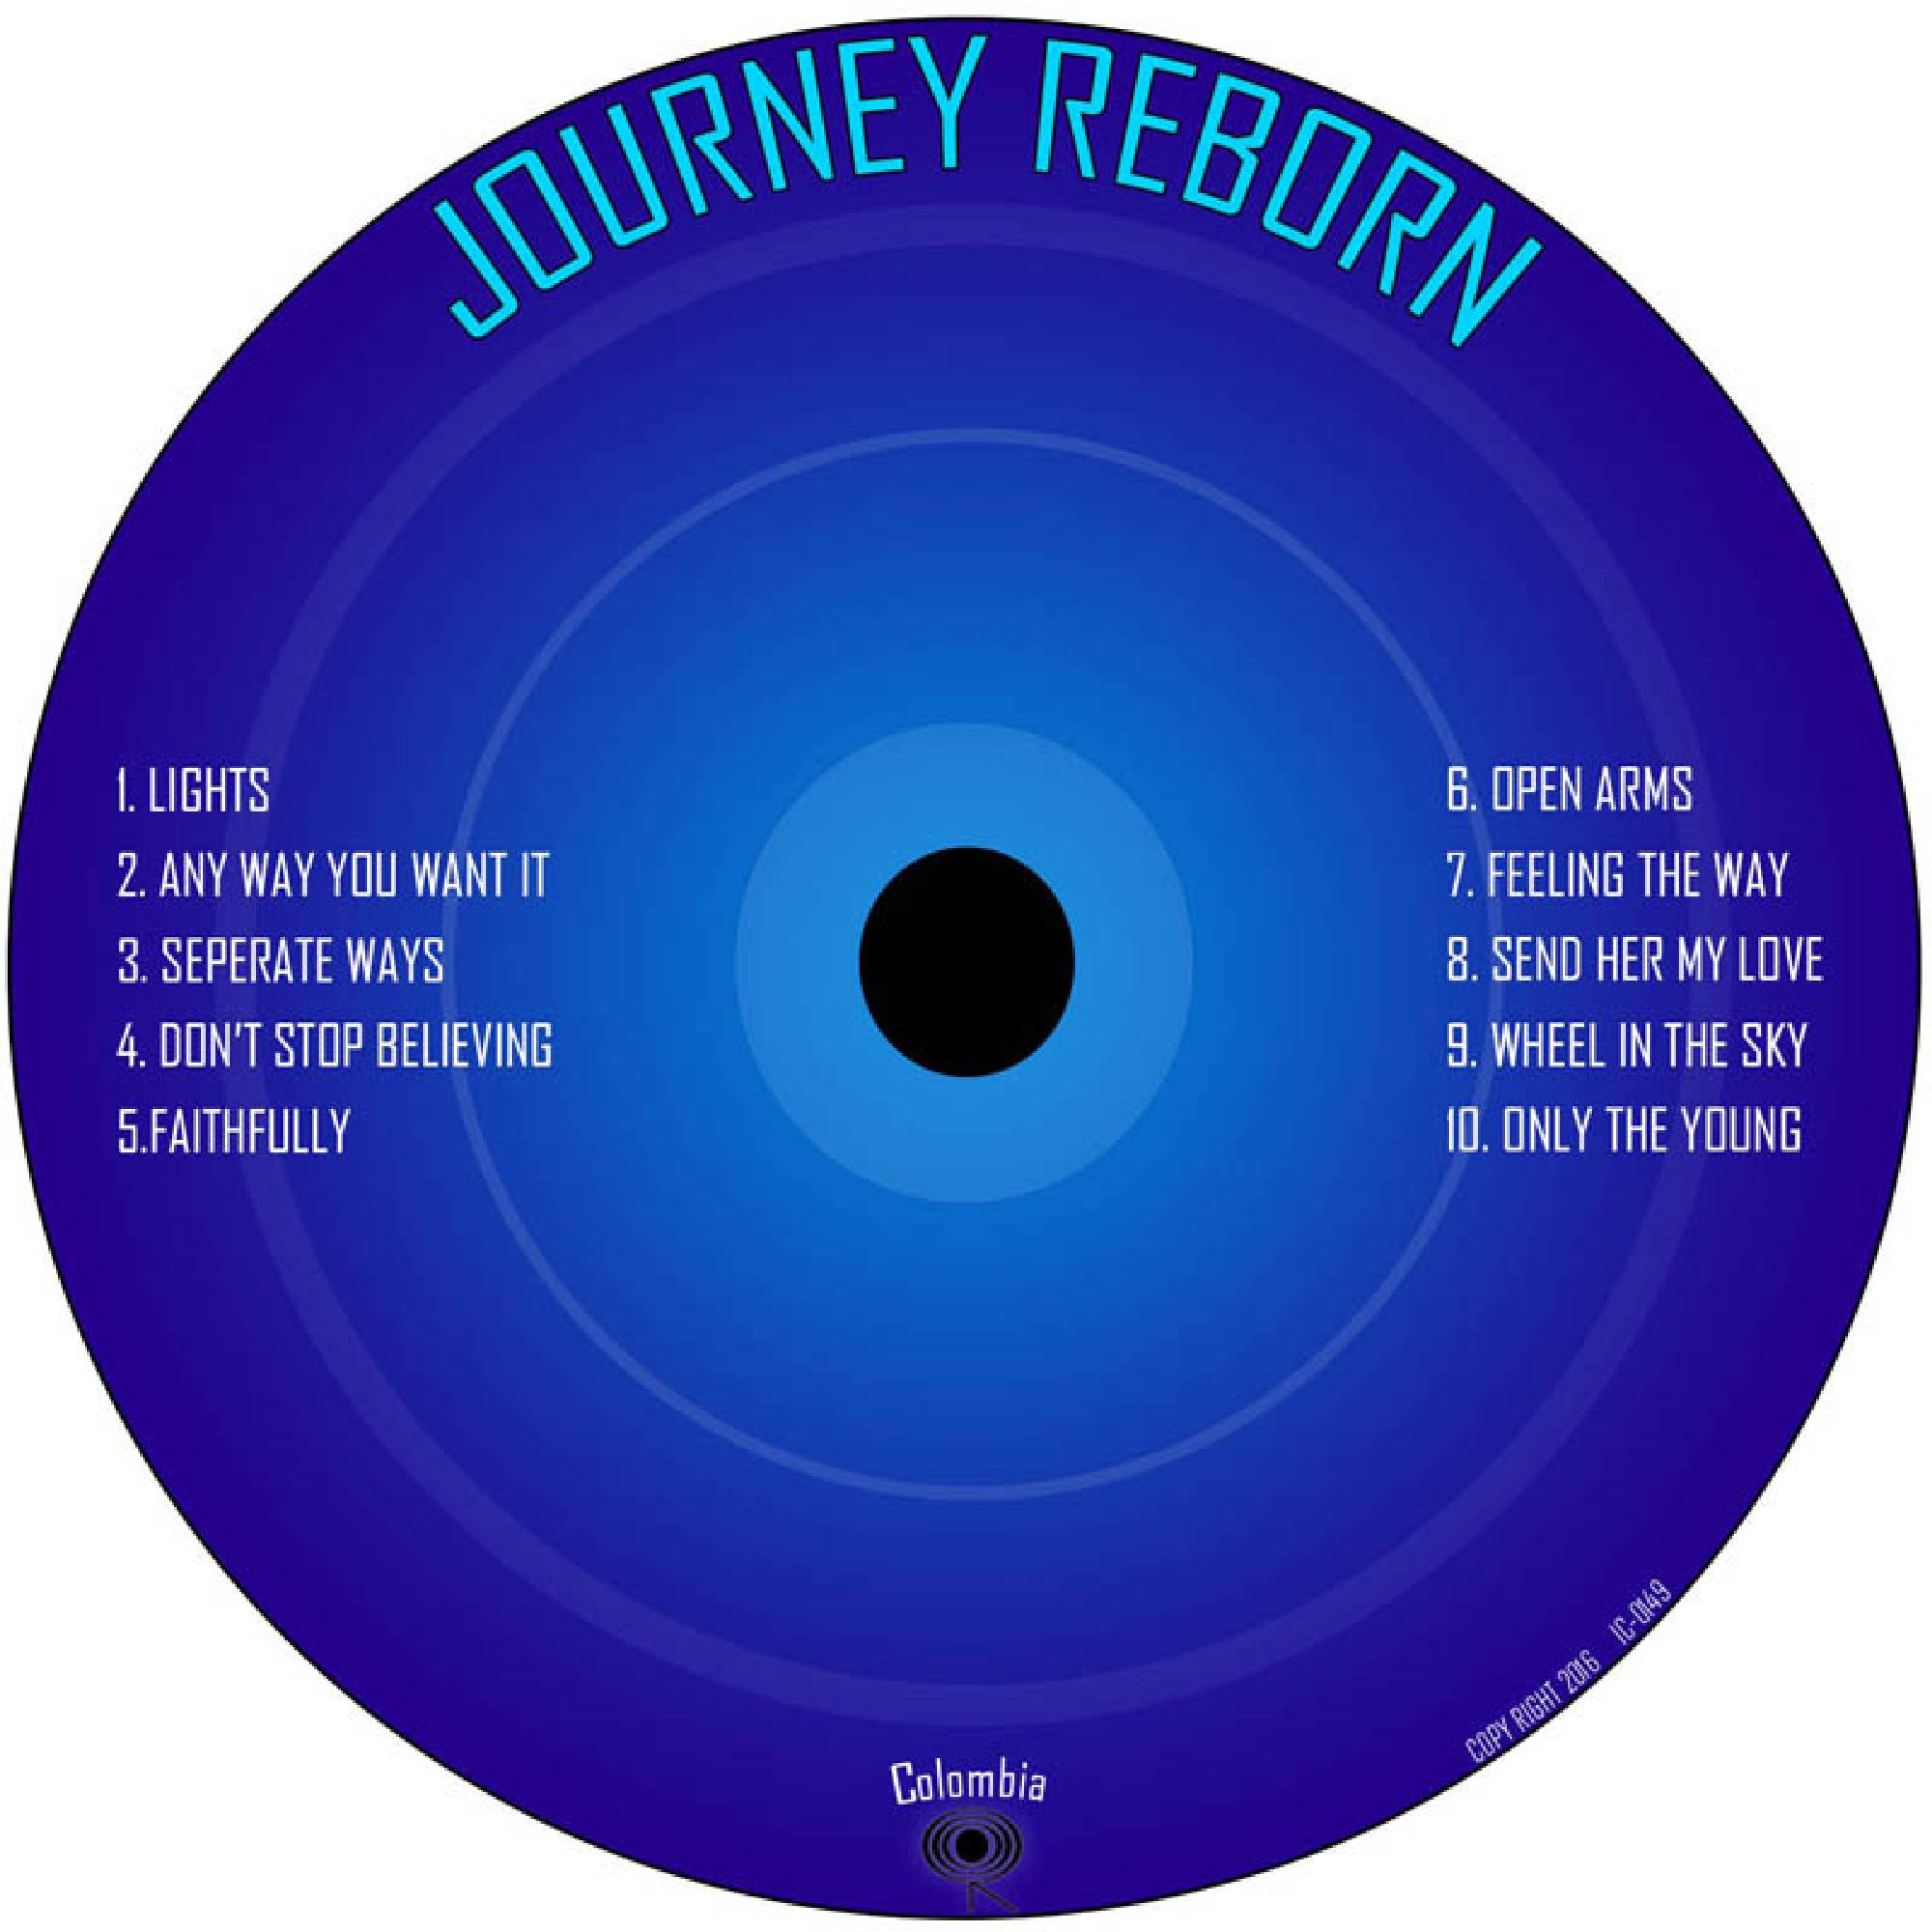 JOURNEY REBORN
1. LIGHTS
2. ANY WAY YOU WANT IT
3. SEPERATE WAYS
4. DON'T STOP BELIEVING
5.FAITHFULLY
6. OPEN ARMS
7. FEELING THE WAY
8. SEND HER MY LOVE
9. WHEEL IN THE SKY
10. ONLY THE YOUNG
COPY RIGHT 2016 IC-0149
Colombia